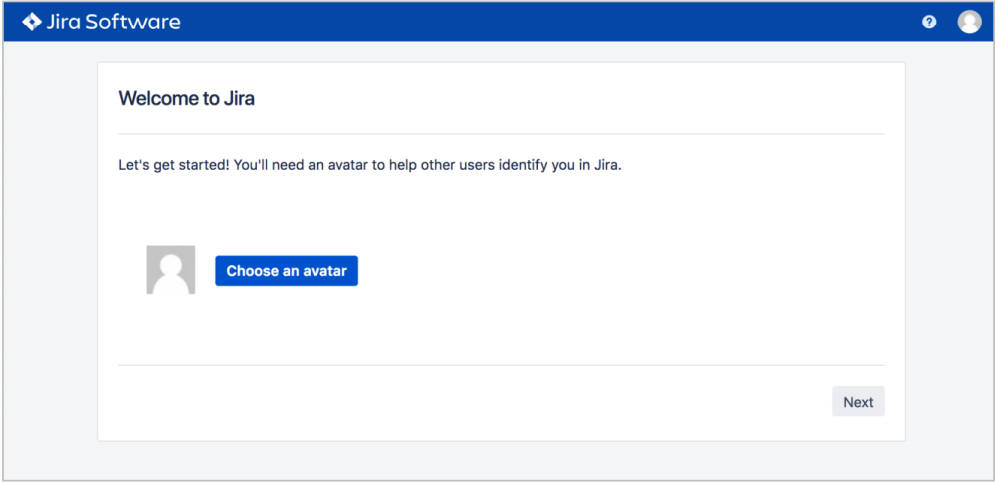 Jira Software
Welcome to Jira
Let's get started! You'll need an avatar to help other users identify you in Jira.
Choose an avatar
Next